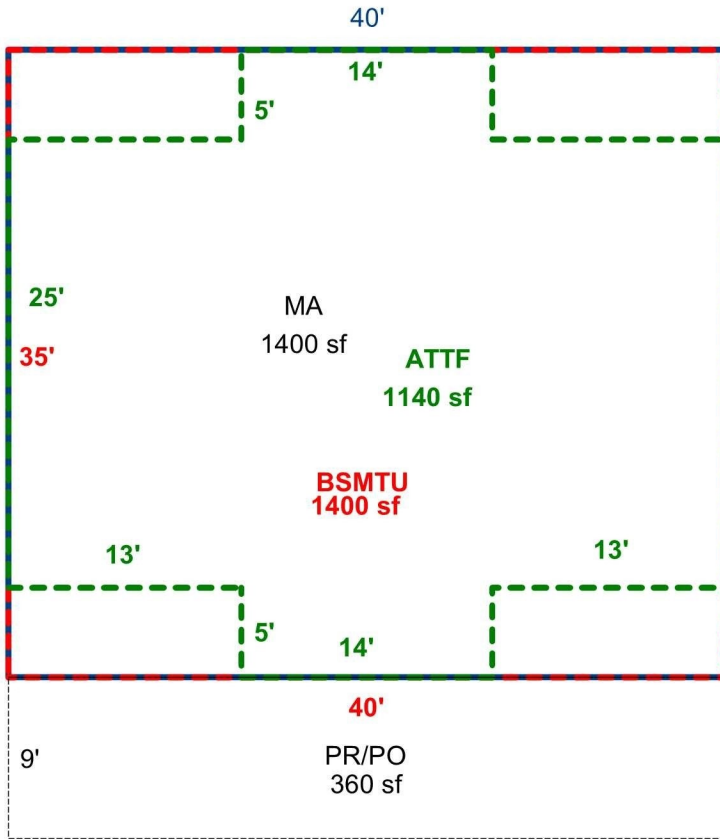 40'
14'
5'
25'
MA
1400 sf
35'
ATTF
1140 sf
BSMTU
1400 sf
13'
13'
5'
14'
40'
9'
PR/PO
360 sf